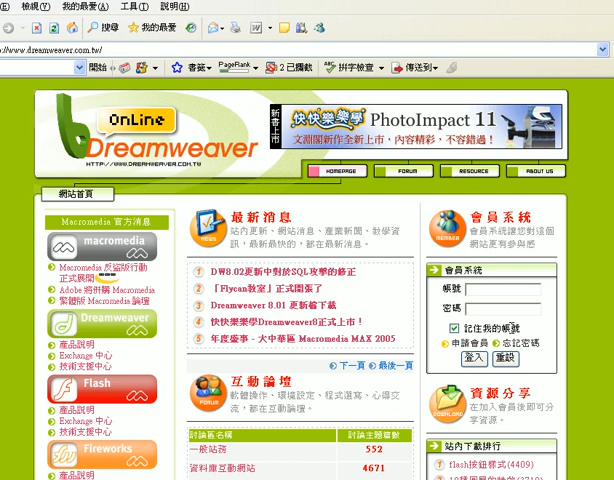 (E) 檢視(V) 我的最愛(A) 工具(T) 說明(H)
搜尋 我的最愛
://www.dreamweaver.com.tw/
開始 書籤 PageRank 2 已攔截 拼字檢查 傳送到
OnLine
Dreamweaver
HTTP://WWW.DREAMWEAVER.COM.TW
新書上市
快快樂樂學 PhotoImpact 11
文淵閣新作全新上市，內容精彩，不容錯過！
HOMEPAGE FORUM RESOURCE ABOUT US
網站首頁
Macromedia 官方消息
macromedia
Macromedia 反盜版行動
正式展開
Adobe 將併購 Macromedia
繁體版 Macromedia 論壇
Dreamweaver
產品說明
Exchange 中心
技術支援中心
Flash
產品說明
Exchange 中心
技術支援中心
Fireworks
產品說明
NEWS
最新消息
站內更新、網站消息、產業新聞、教學資
訊，最新最快的，都在最新消息。
1 DW8.02更新中對於SQL攻擊的修正
2 「Flycan教室」正式開張了
3 Dreamweaver 8.01 更新檔下載
4 快快樂樂學Dreamweaver8正式上市！
5 年度盛事 - 大中華區 Macromedia MAX 2005
下一頁 最後一頁
FORUM
互動論壇
軟體操作、環境設定、程式選寫、心得交
流，都在互動論壇。
討論區名稱 討論主題篇數
一般站務 552
資料庫互動網站 4671
MEMBER
會員系統
會員系統讓您對這個
網站更有參與感
會員系統
帳號
密碼
記住我的帳號
申請會員 忘記密碼
登入 重設
DOWNLOAD
資源分享
在加入會員後即可分
享資源。
站內下載排行
1 flash按鈕樣式(4409)